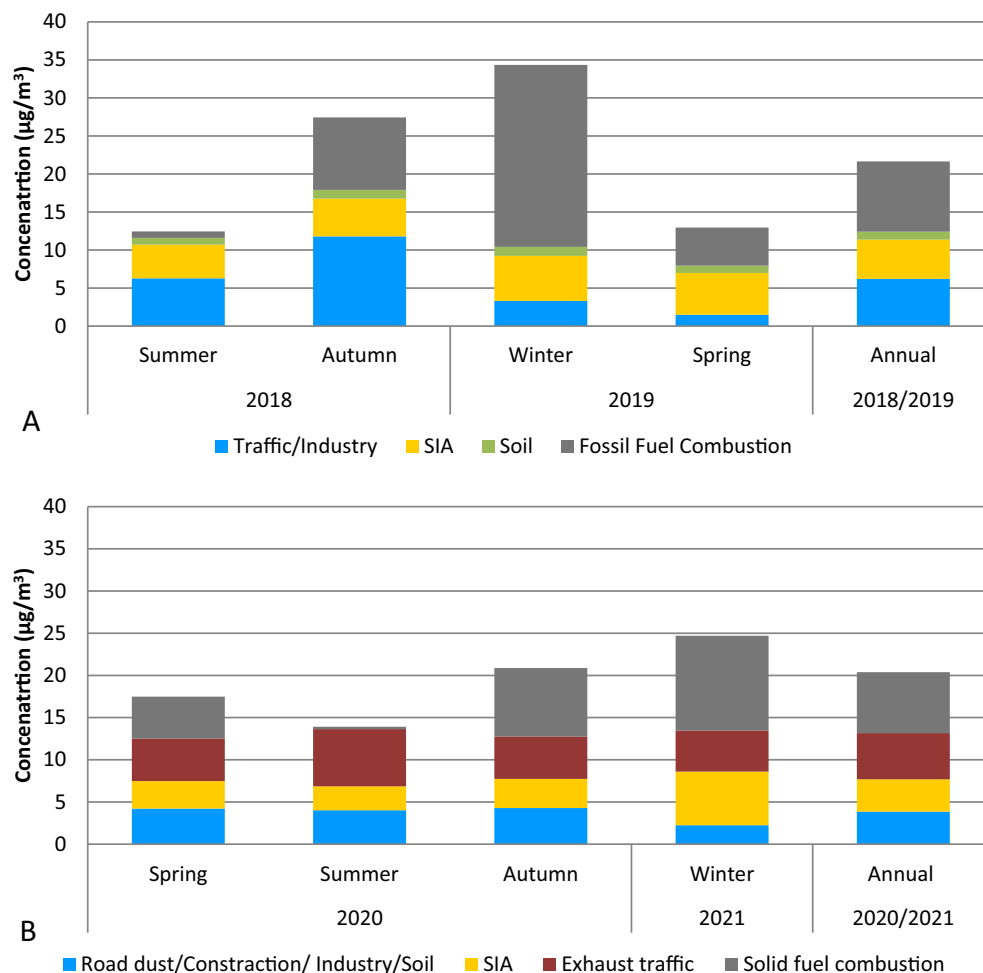 40
35
30
25
20
15
10
5
0
Concenatrtion (µg/m³)
Summer Autumn Winter Spring Annual
2018 2019 2018/2019
A
Traffic/Industry SIA Soil Fossil Fuel Combustion
40
35
30
25
20
15
10
5
0
Concenatrtion (µg/m³)
Spring Summer Autumn Winter Annual
2020 2021 2020/2021
B
Road dust/Constraction/ Industry/Soil SIA Exhaust traffic Solid fuel combustion